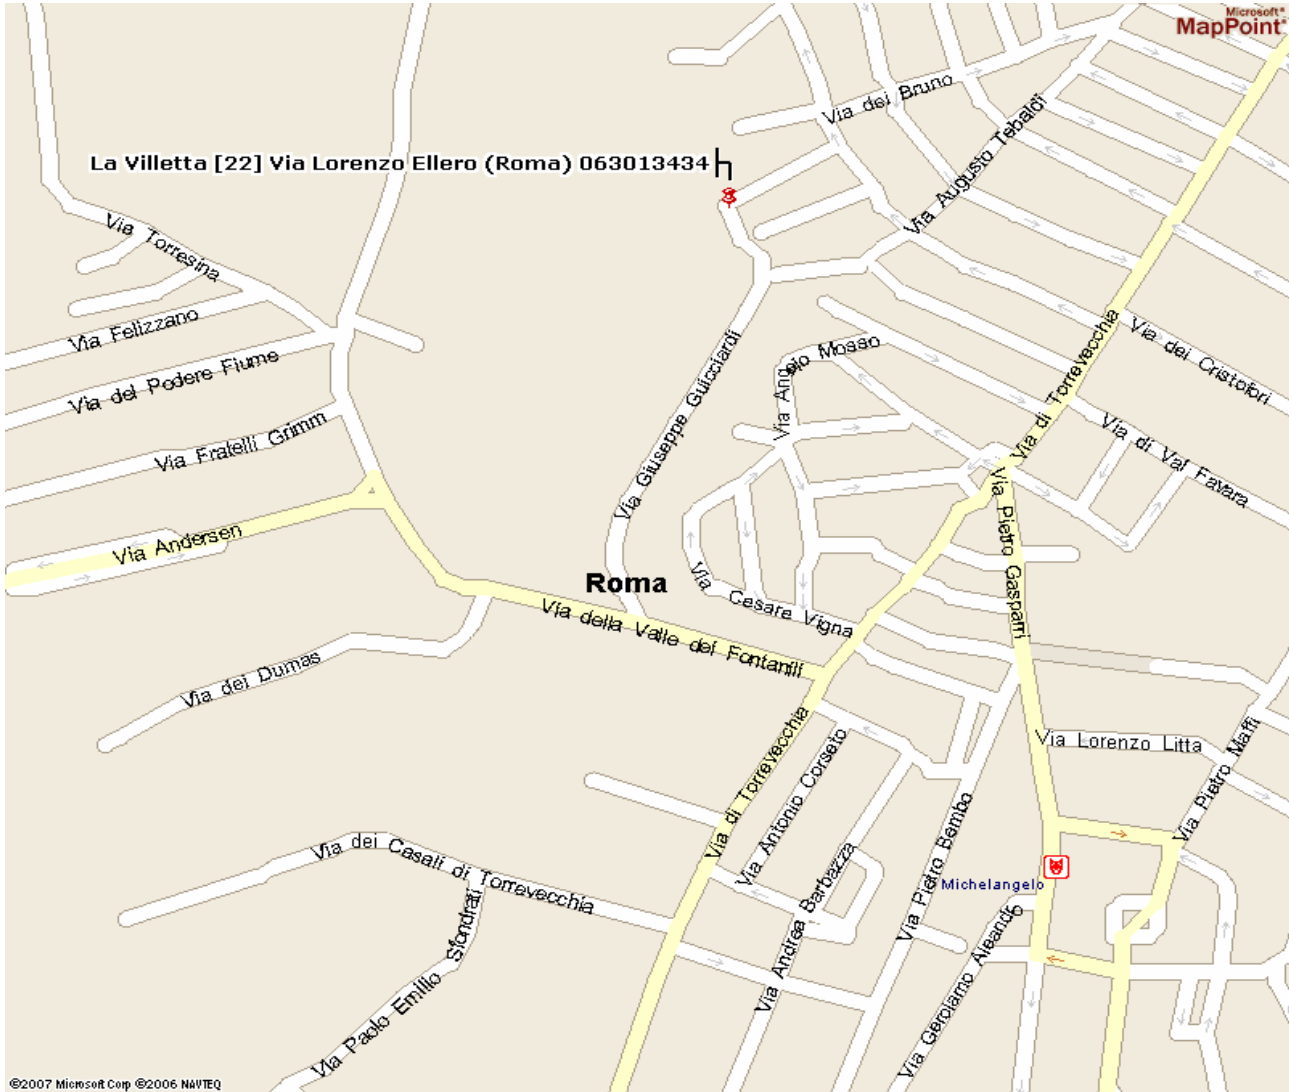 Microsoft®
MapPoint®
Via dei Bruno
Via Augusto Tebaldi
La Villetta [22] Via Lorenzo Ellero (Roma) 063013434
Via Torresina
Via Felizzano
Via del Podere Fiume
Via Fratelli Grimm
Via Andersen
Via Giuseppe Guicciardi
Via Angelo Mosso
Via di Torrevecchia
Via dei Cristofori
Via di Val Favara
Via Pietro Gasparri
Roma
Via Cesare Vigna
Via della Valle dei Fontanili
Via dei Dumas
Via di Torrevecchia
Via Antonio Corseto
Via Lorenzo Litta
Via Pietro Maffi
Via dei Casali di Torrevecchia
Via Andrea Barbazza
Via Pietro Bembo
Michelangelo
Via Gerolamo Aleandro
Via Paolo Emilio Sfondrati
©2007 Microsoft Corp ©2006 NAVTEQ